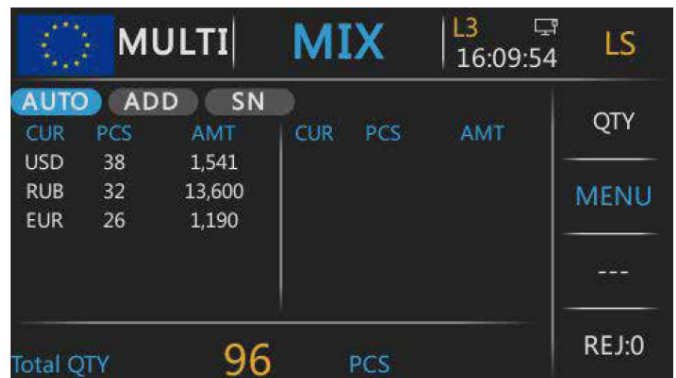 MULTI MIX L3 LS
16:09:54
AUTO ADD SN
QTY
CUR PCS AMT CUR PCS AMT
USD 38 1,541
RUB 32 13,600
MENU
EUR 26 1,190
---
REJ:0
Total QTY 96 PCS